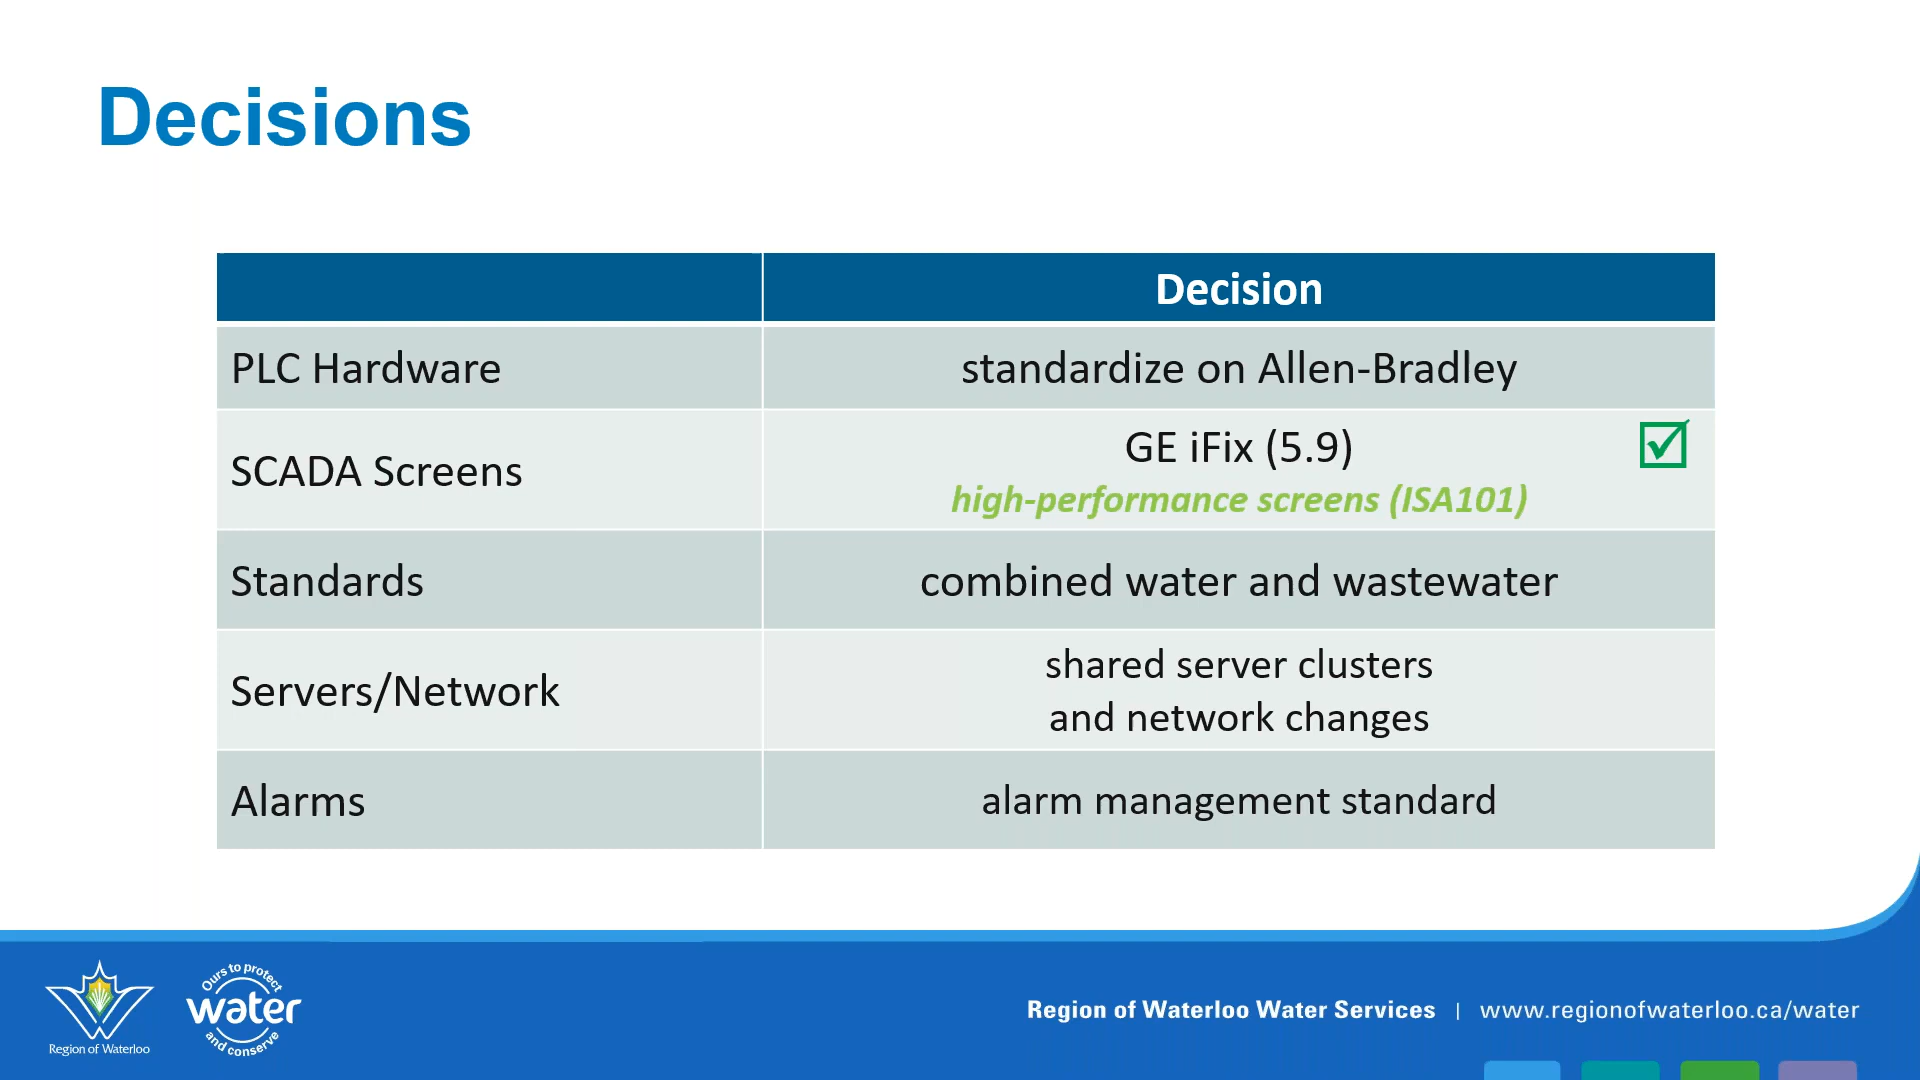 Decisions
Decision
PLC Hardware
standardize on Allen-Bradley
SCADA Screens
GE iFix (5.9)
high-performance screens (ISA101)
Standards
combined water and wastewater
Servers/Network
shared server clusters
and network changes
Alarms
alarm management standard
Region of Waterloo
Ours to protect
water
and conserve
Region of Waterloo Water Services | www.regionofwaterloo.ca/water